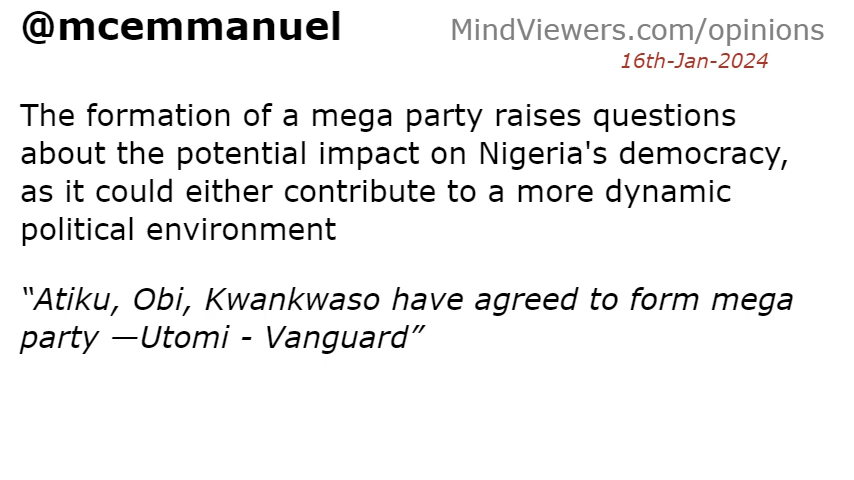 @mcemmanuel
MindViewers.com/opinions
16th-Jan-2024
The formation of a mega party raises questions
about the potential impact on Nigeria's democracy,
as it could either contribute to a more dynamic
political environment
“Atiku, Obi, Kwankwaso have agreed to form mega
party —Utomi - Vanguard”